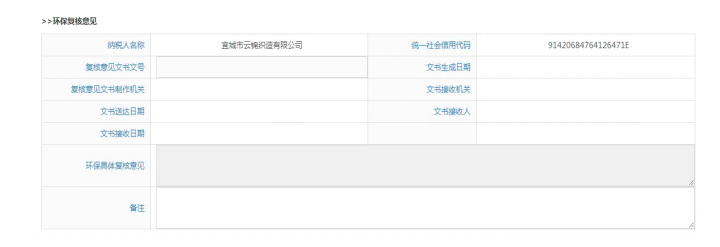 >>环保复核意见
纳税人名称 宜城市云锦织造有限公司 统一社会信用代码 91420684764126471E
复核意见文书文号 文书生成日期
复核意见文书制作机关 文书接收机关
文书送达日期 文书接收人
文书接收日期
环保具体复核意见
备注